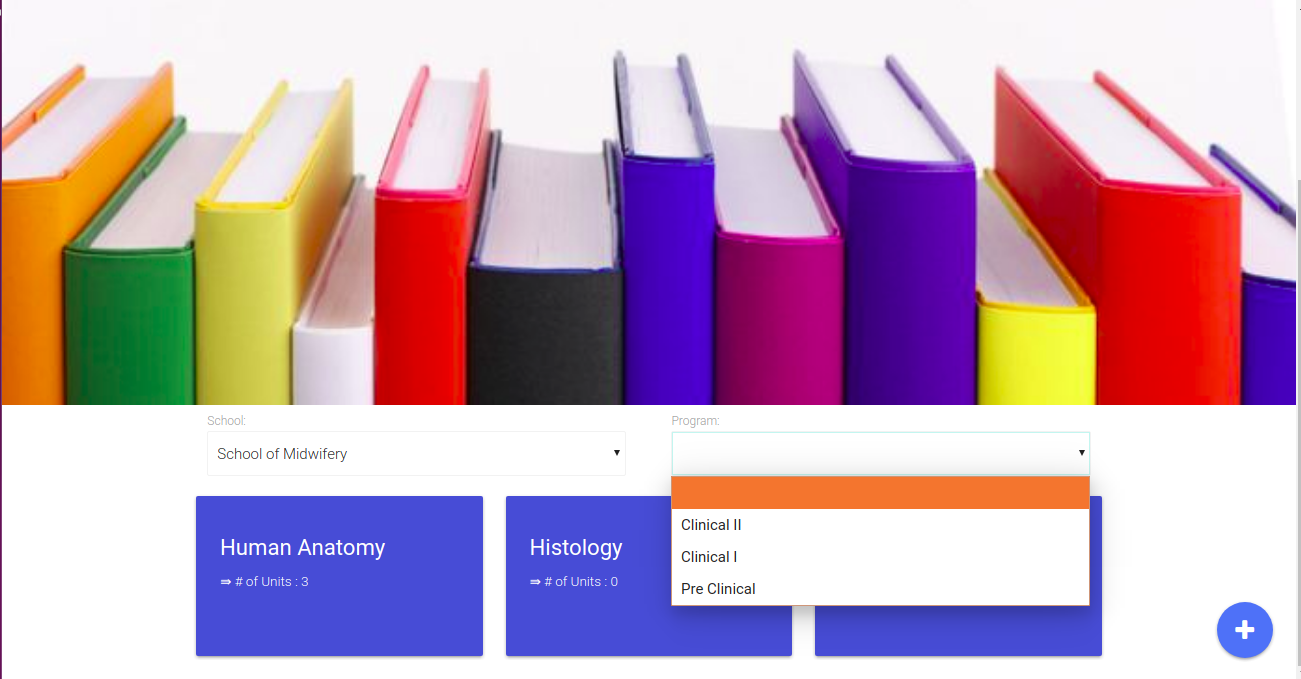 School:
Program:
School of Midwifery
Clinical II
Clinical I
Pre Clinical
Human Anatomy
⇛ # of Units : 3
Histology
⇛ # of Units : 0